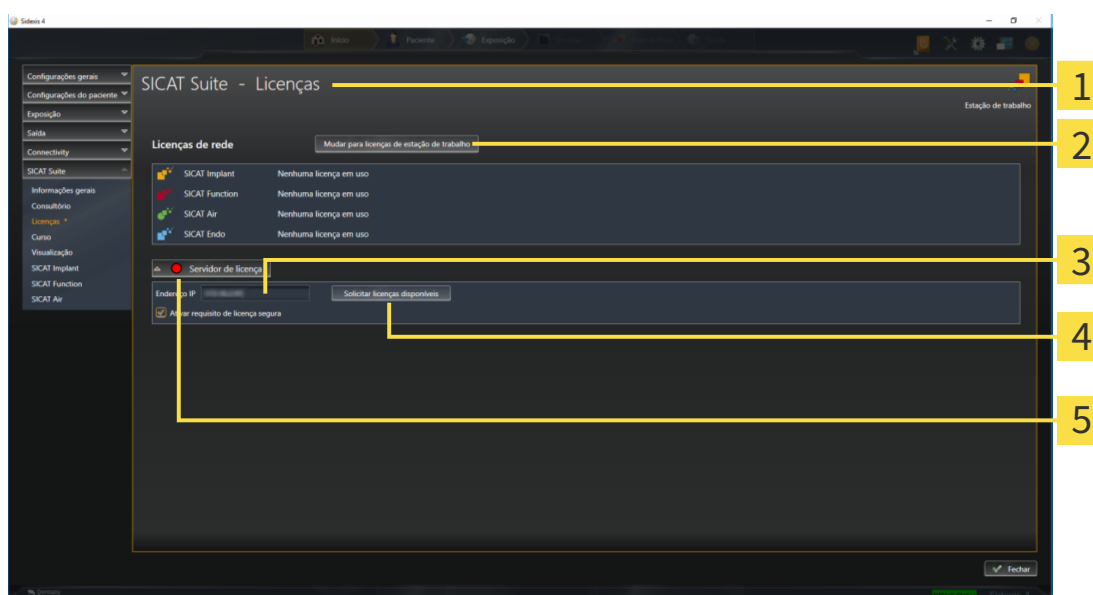 Sidexis 4
Início
Paciente
Exposição
1
2
3
4
5
Configurações gerais
Configurações do paciente
Exposição
Saída
Connectivity
SICAT Suite
Informações gerais
Consultório
Licenças *
Curso
Visualização
SICAT Implant
SICAT Function
SICAT Air
SICAT Suite - Licenças
Estação de trabalho
Licenças de rede
Mudar para licenças de estação de trabalho
SICAT Implant Nenhuma licença em uso
SICAT Function Nenhuma licença em uso
SICAT Air Nenhuma licença em uso
SICAT Endo Nenhuma licença em uso
Servidor de licença
Endereço IP
Solicitar licenças disponíveis
Ativar requisito de licença segura
Fechar